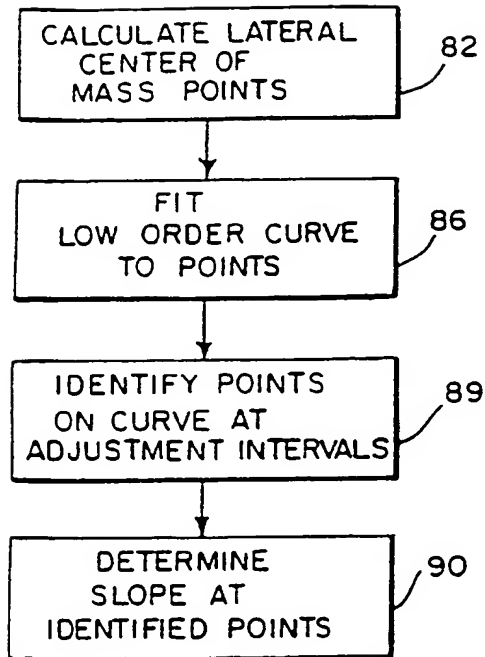 CALCULATE LATERAL
CENTER OF
MASS POINTS
82
FIT
LOW ORDER CURVE
TO POINTS
86
IDENTIFY POINTS
ON CURVE AT
ADJUSTMENT INTERVALS
89
DETERMINE
SLOPE AT
IDENTIFIED POINTS
90